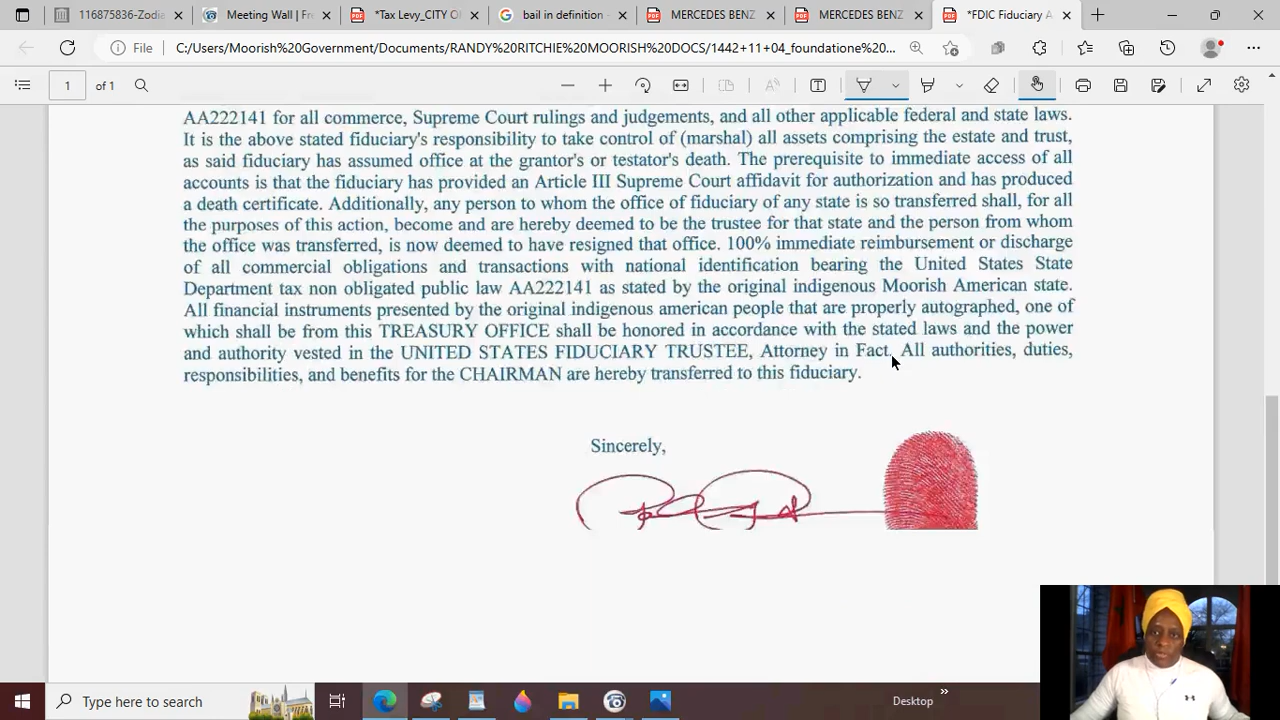 116875836-Zodia
Meeting Wall | Fre
*Tax Levy_CITY OF
bail in definition -
MERCEDES BENZ
MERCEDES BENZ
*FDIC Fiduciary A
File
C:/Users/Moorish%20Government/Documents/RANDY%20RITCHIE%20MOORISH%20DOCS/1442+11+04_foundatione%20...
1 of 1
AA222141 for all commerce, Supreme Court rulings and judgements, and all other applicable federal and state laws.
It is the above stated fiduciary's responsibility to take control of (marshal) all assets comprising the estate and trust,
as said fiduciary has assumed office at the grantor's or testator's death. The prerequisite to immediate access of all
accounts is that the fiduciary has provided an Article III Supreme Court affidavit for authorization and has produced
a death certificate. Additionally, any person to whom the office of fiduciary of any state is so transferred shall, for all
the purposes of this action, become and are hereby deemed to be the trustee for that state and the person from whom
the office was transferred, is now deemed to have resigned that office. 100% immediate reimbursement or discharge
of all commercial obligations and transactions with national identification bearing the United States State
Department tax non obligated public law AA222141 as stated by the original indigenous Moorish American state.
All financial instruments presented by the original indigenous american people that are properly autographed, one of
which shall be from this TREASURY OFFICE shall be honored in accordance with the stated laws and the power
and authority vested in the UNITED STATES FIDUCIARY TRUSTEE, Attorney in Fact. All authorities, duties,
responsibilities, and benefits for the CHAIRMAN are hereby transferred to this fiduciary.
Sincerely,
Type here to search
Desktop